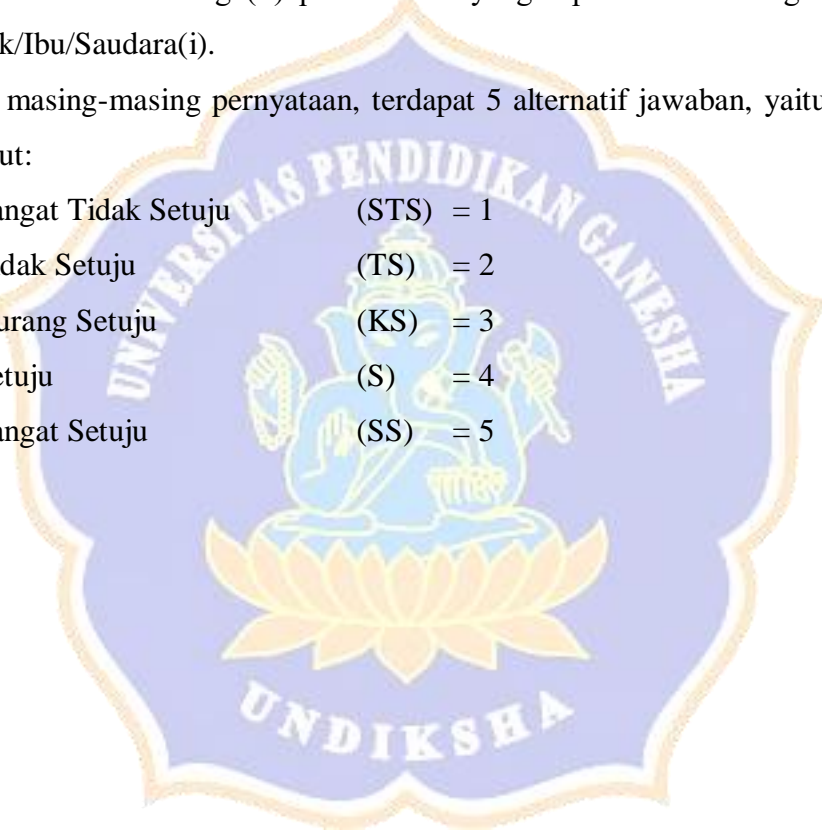 k/Ibu/Saudara(i).
masing-masing pernyataan, terdapat 5 alternatif jawaban, yaitu
ut:
angat Tidak Setuju (STS) = 1
dak Setuju (TS) = 2
urang Setuju (KS) = 3
etuju (S) = 4
angat Setuju (SS) = 5
UNIVERSITAS PENDIDIKAN GANESHA
UNDIKSHA